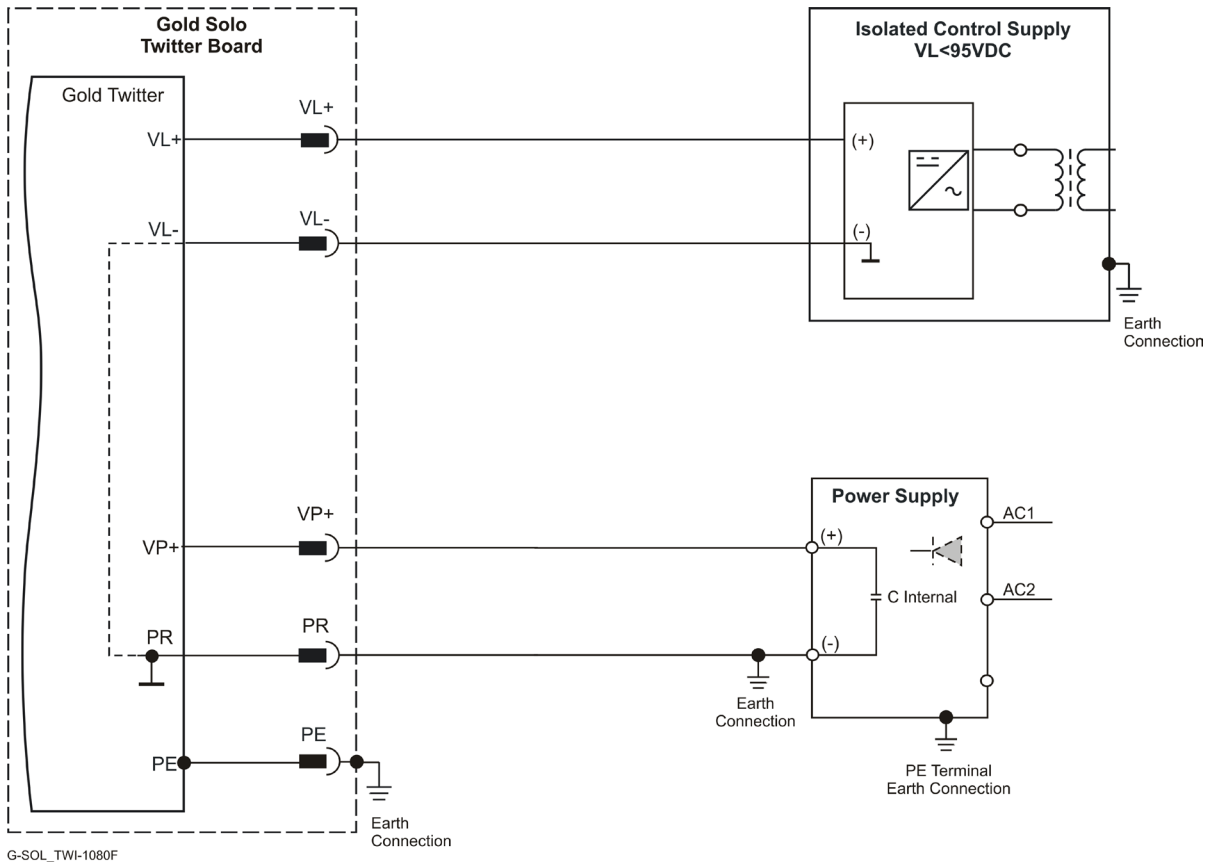 Gold Solo
Twitter Board
Gold Twitter
VL+
VL+
VL-
VL-
VP+
VP+
PR
PR
PE
PE
Earth
Connection
Isolated Control Supply
VL<95VDC
(+)
(-)
Earth
Connection
Power Supply
(+)
AC1
C Internal
AC2
(-)
Earth
Connection
PE Terminal
Earth Connection
G-SOL_TWI-1080F